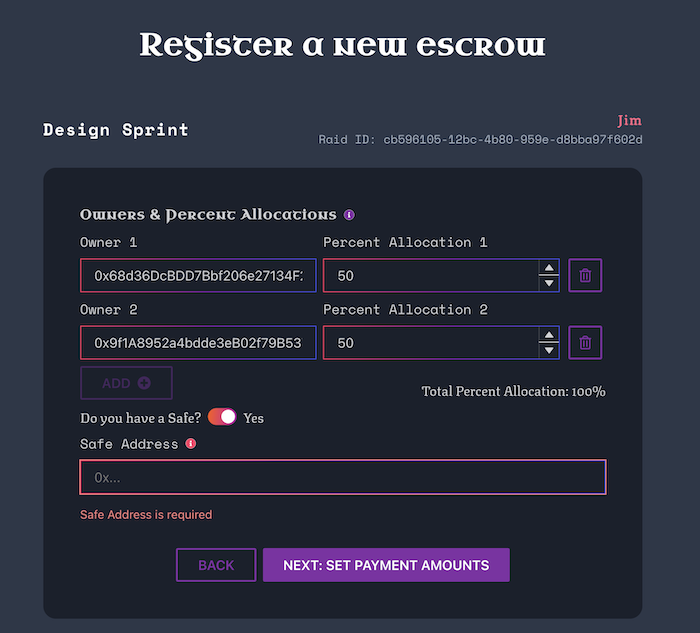 Register a new escrow
Jim
Design Sprint
Raid ID: cb596105-12bc-4b80-959e-d8bba97f602d
Owners & Percent Allocations
Owner 1 Percent Allocation 1
0x68d36DcBDD7Bbf206e27134F: 50
Owner 2 Percent Allocation 2
0x9f1A8952a4bdde3eB02f79B53 50
ADD
Total Percent Allocation: 100%
Do you have a Safe? Yes
Safe Address
0x...
Safe Address is required
BACK NEXT: SET PAYMENT AMOUNTS